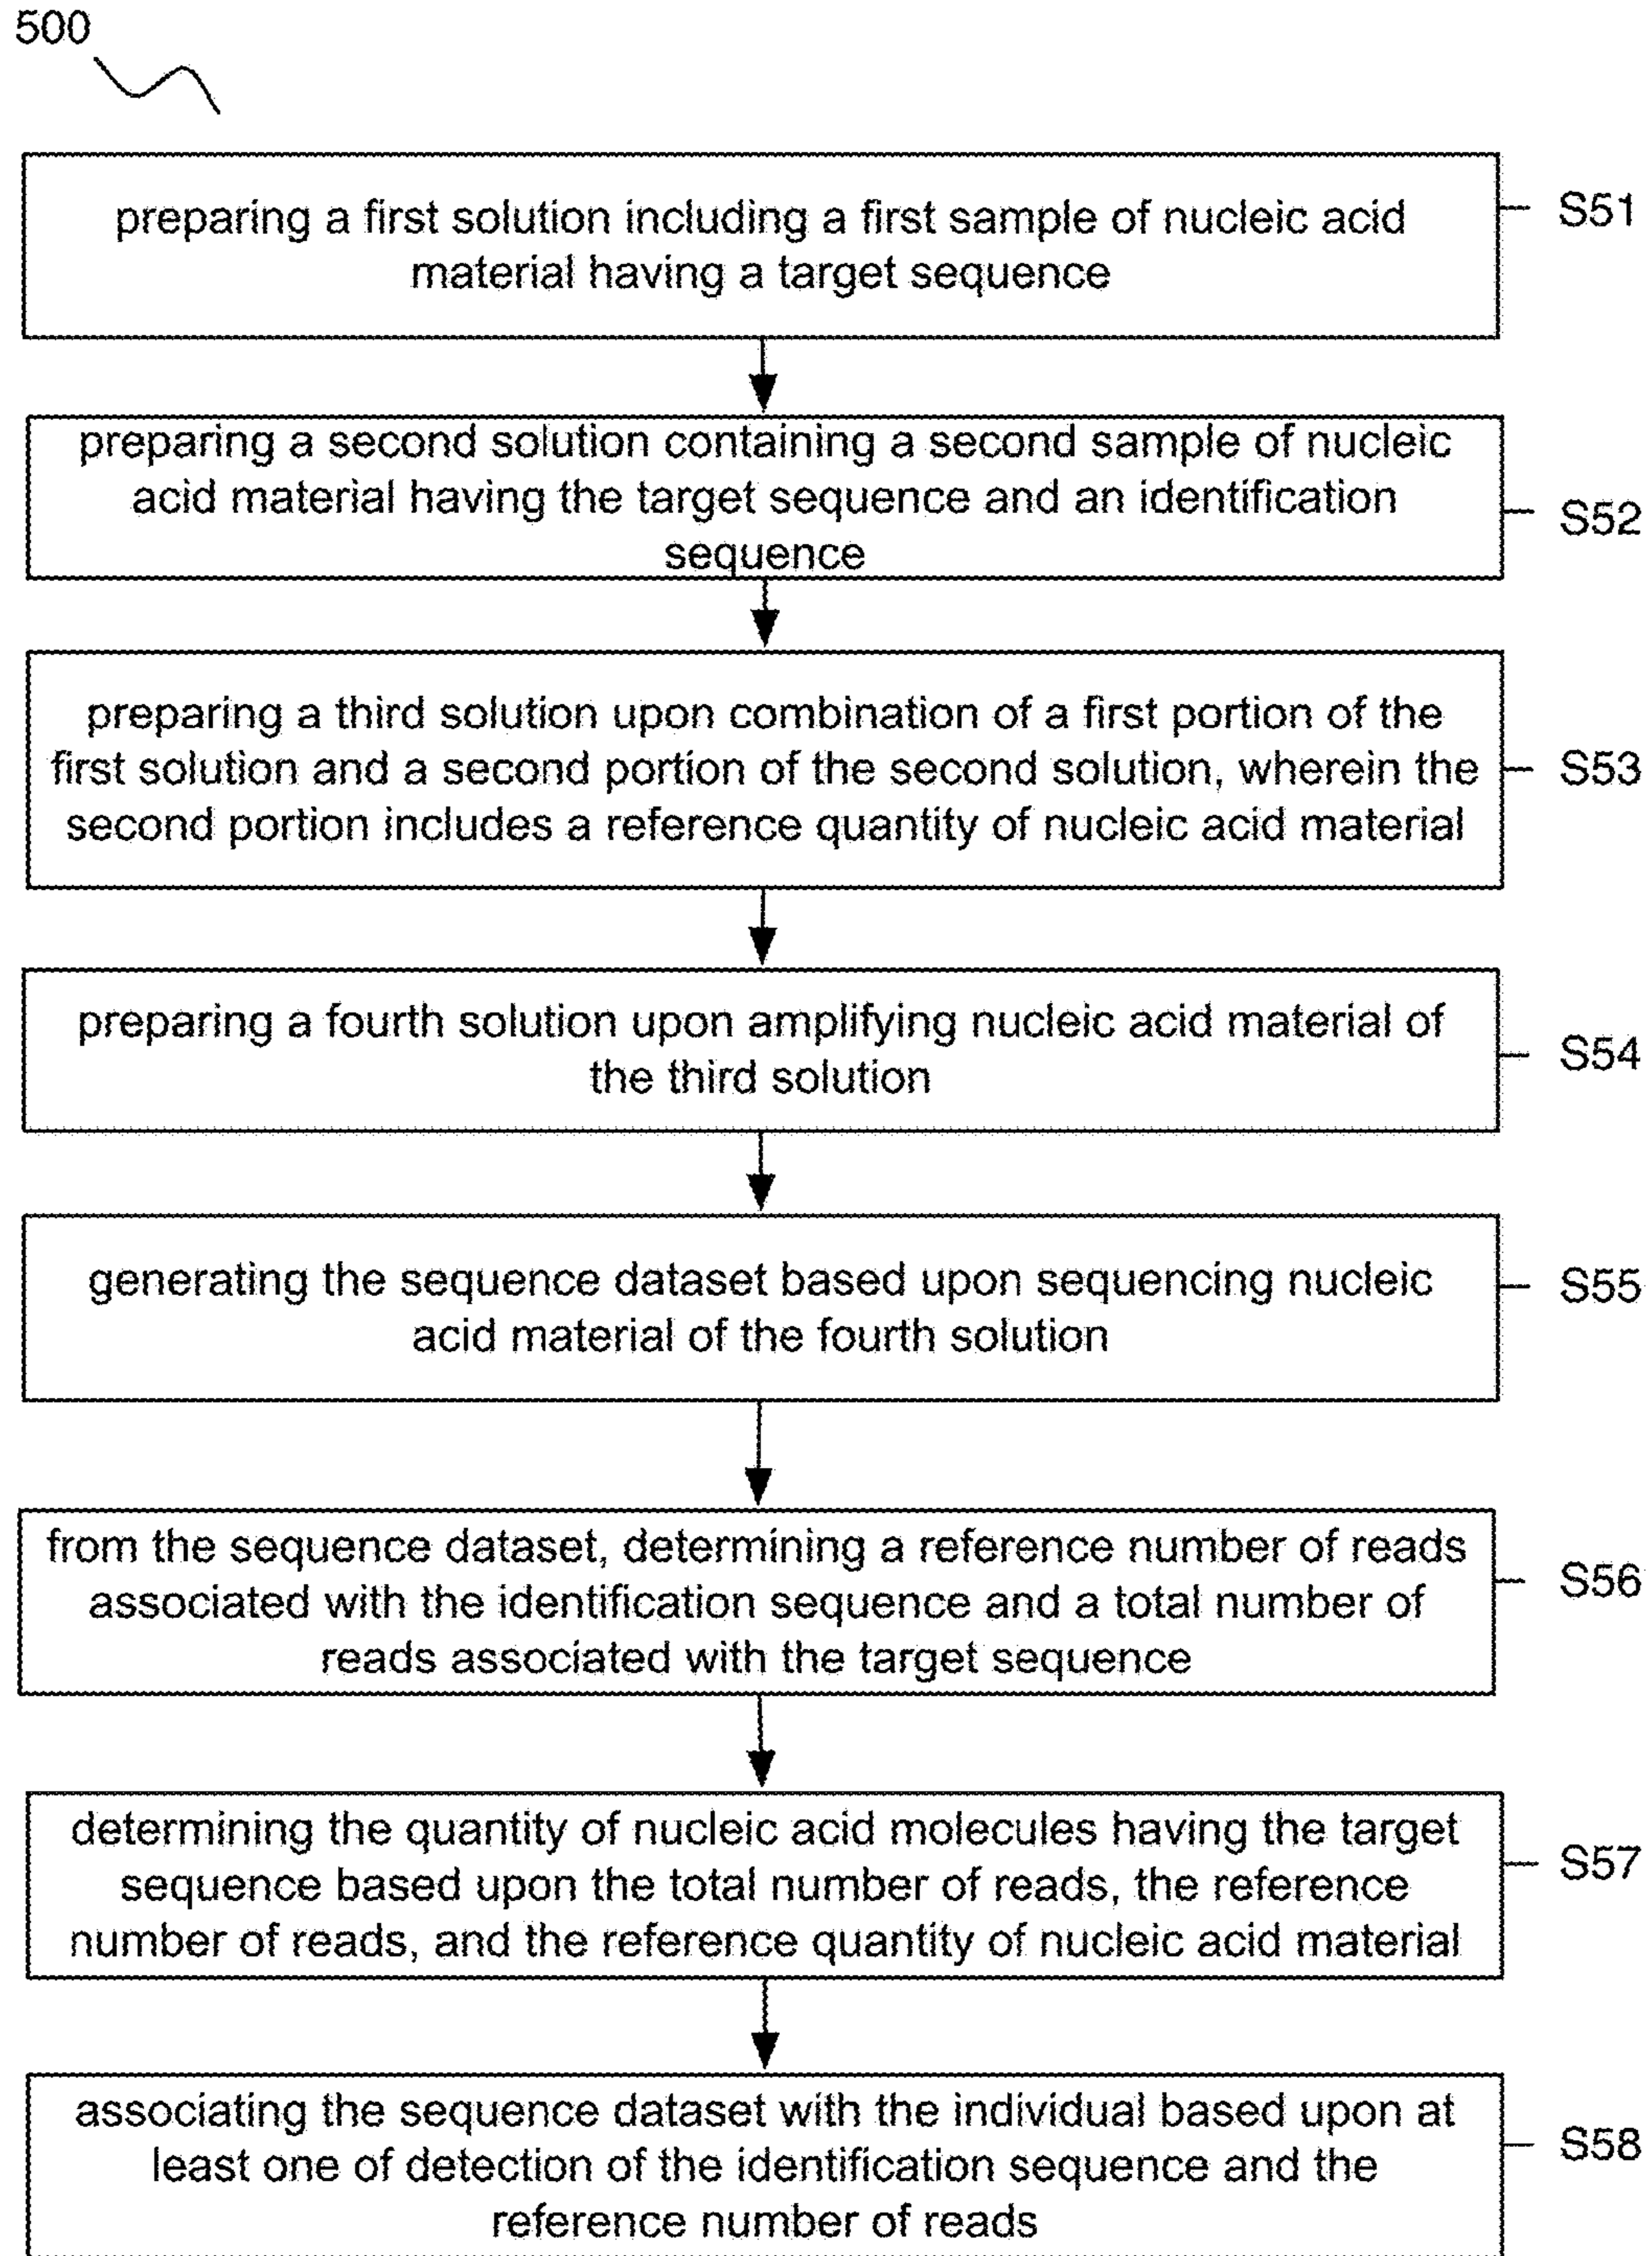 500
preparing a first solution including a first sample of nucleic acid
material having a target sequence
S51
preparing a second solution containing a second sample of nucleic
acid material having the target sequence and an identification
sequence
S52
preparing a third solution upon combination of a first portion of the
first solution and a second portion of the second solution, wherein the
second portion includes a reference quantity of nucleic acid material
S53
preparing a fourth solution upon amplifying nucleic acid material of
the third solution
S54
generating the sequence dataset based upon sequencing nucleic
acid material of the fourth solution
S55
from the sequence dataset, determining a reference number of reads
associated with the identification sequence and a total number of
reads associated with the target sequence
S56
determining the quantity of nucleic acid molecules having the target
sequence based upon the total number of reads, the reference
number of reads, and the reference quantity of nucleic acid material
S57
associating the sequence dataset with the individual based upon at
least one of detection of the identification sequence and the
reference number of reads
S58